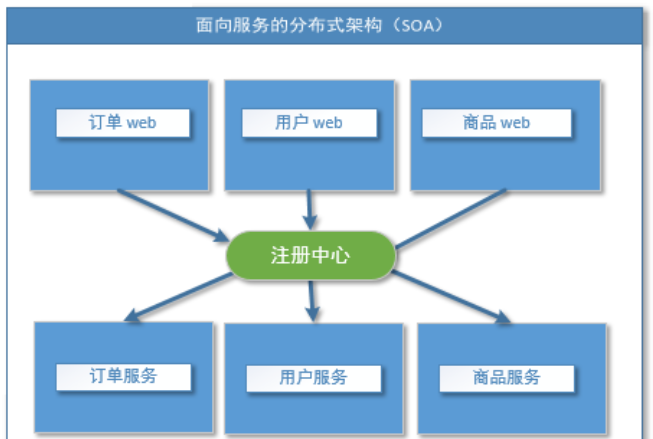 面向服务的分布式架构（SOA）
订单 web
用户 web
商品 web
注册中心
订单服务
用户服务
商品服务